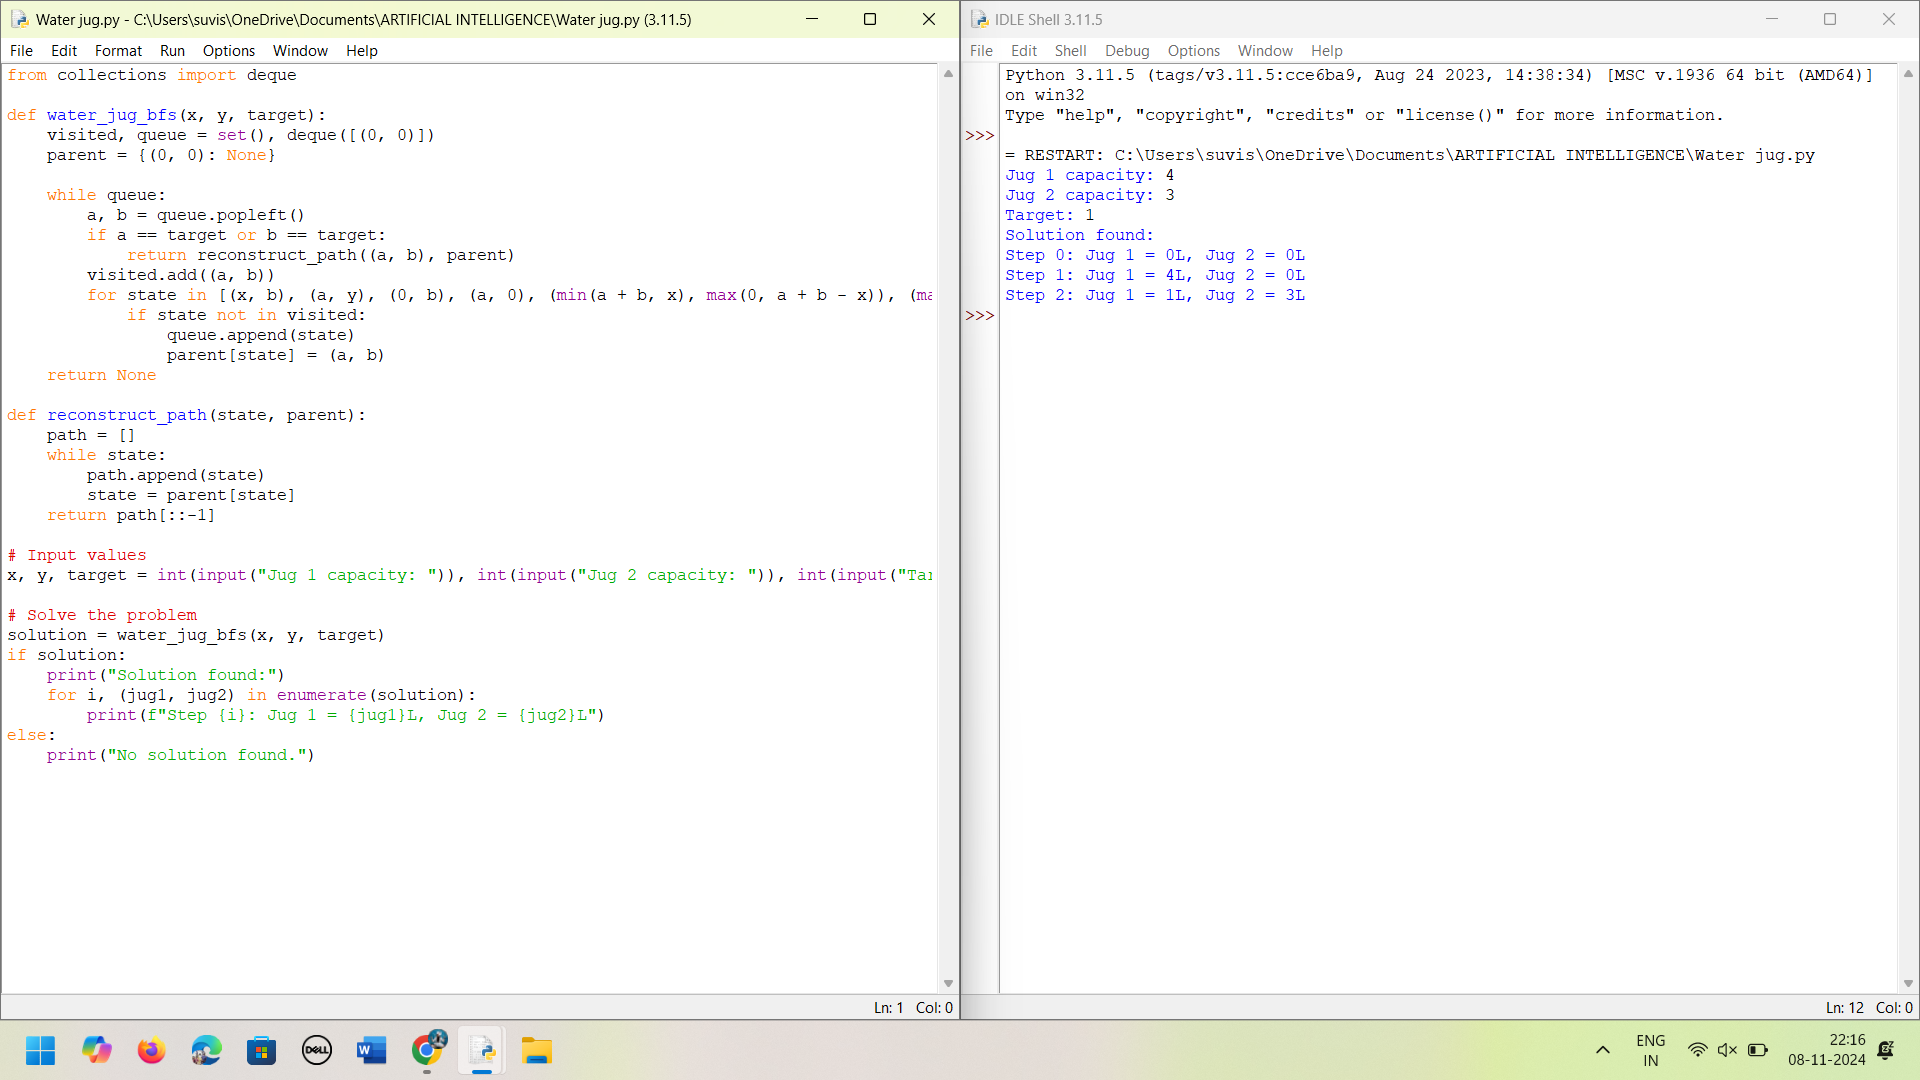 Water jug.py - C:\Users\suvis\OneDrive\Documents\ARTIFICIAL INTELLIGENCE\Water jug.py (3.11.5)
File Edit Format Run Options Window Help
from collections import deque
def water_jug_bfs(x, y, target):
    visited, queue = set(), deque([(0, 0)])
    parent = {(0, 0): None}
    while queue:
        a, b = queue.popleft()
        if a == target or b == target:
            return reconstruct_path((a, b), parent)
        visited.add((a, b))
        for state in [(x, b), (a, y), (0, b), (a, 0), (min(a + b, x), max(0, a + b - x)), (ma
            if state not in visited:
                queue.append(state)
                parent[state] = (a, b)
    return None
def reconstruct_path(state, parent):
    path = []
    while state:
        path.append(state)
        state = parent[state]
    return path[::-1]
# Input values
x, y, target = int(input("Jug 1 capacity: ")), int(input("Jug 2 capacity: ")), int(input("Tar
# Solve the problem
solution = water_jug_bfs(x, y, target)
if solution:
    print("Solution found:")
    for i, (jug1, jug2) in enumerate(solution):
        print(f"Step {i}: Jug 1 = {jug1}L, Jug 2 = {jug2}L")
else:
    print("No solution found.")
Ln: 1 Col: 0
IDLE Shell 3.11.5
File Edit Shell Debug Options Window Help
Python 3.11.5 (tags/v3.11.5:cce6ba9, Aug 24 2023, 14:38:34) [MSC v.1936 64 bit (AMD64)]
on win32
Type "help", "copyright", "credits" or "license()" for more information.
>>>
= RESTART: C:\Users\suvis\OneDrive\Documents\ARTIFICIAL INTELLIGENCE\Water jug.py
Jug 1 capacity: 4
Jug 2 capacity: 3
Target: 1
Solution found:
Step 0: Jug 1 = 0L, Jug 2 = 0L
Step 1: Jug 1 = 4L, Jug 2 = 0L
Step 2: Jug 1 = 1L, Jug 2 = 3L
>>>
Ln: 12 Col: 0
DELL
W
ENG
IN
22:16
08-11-2024